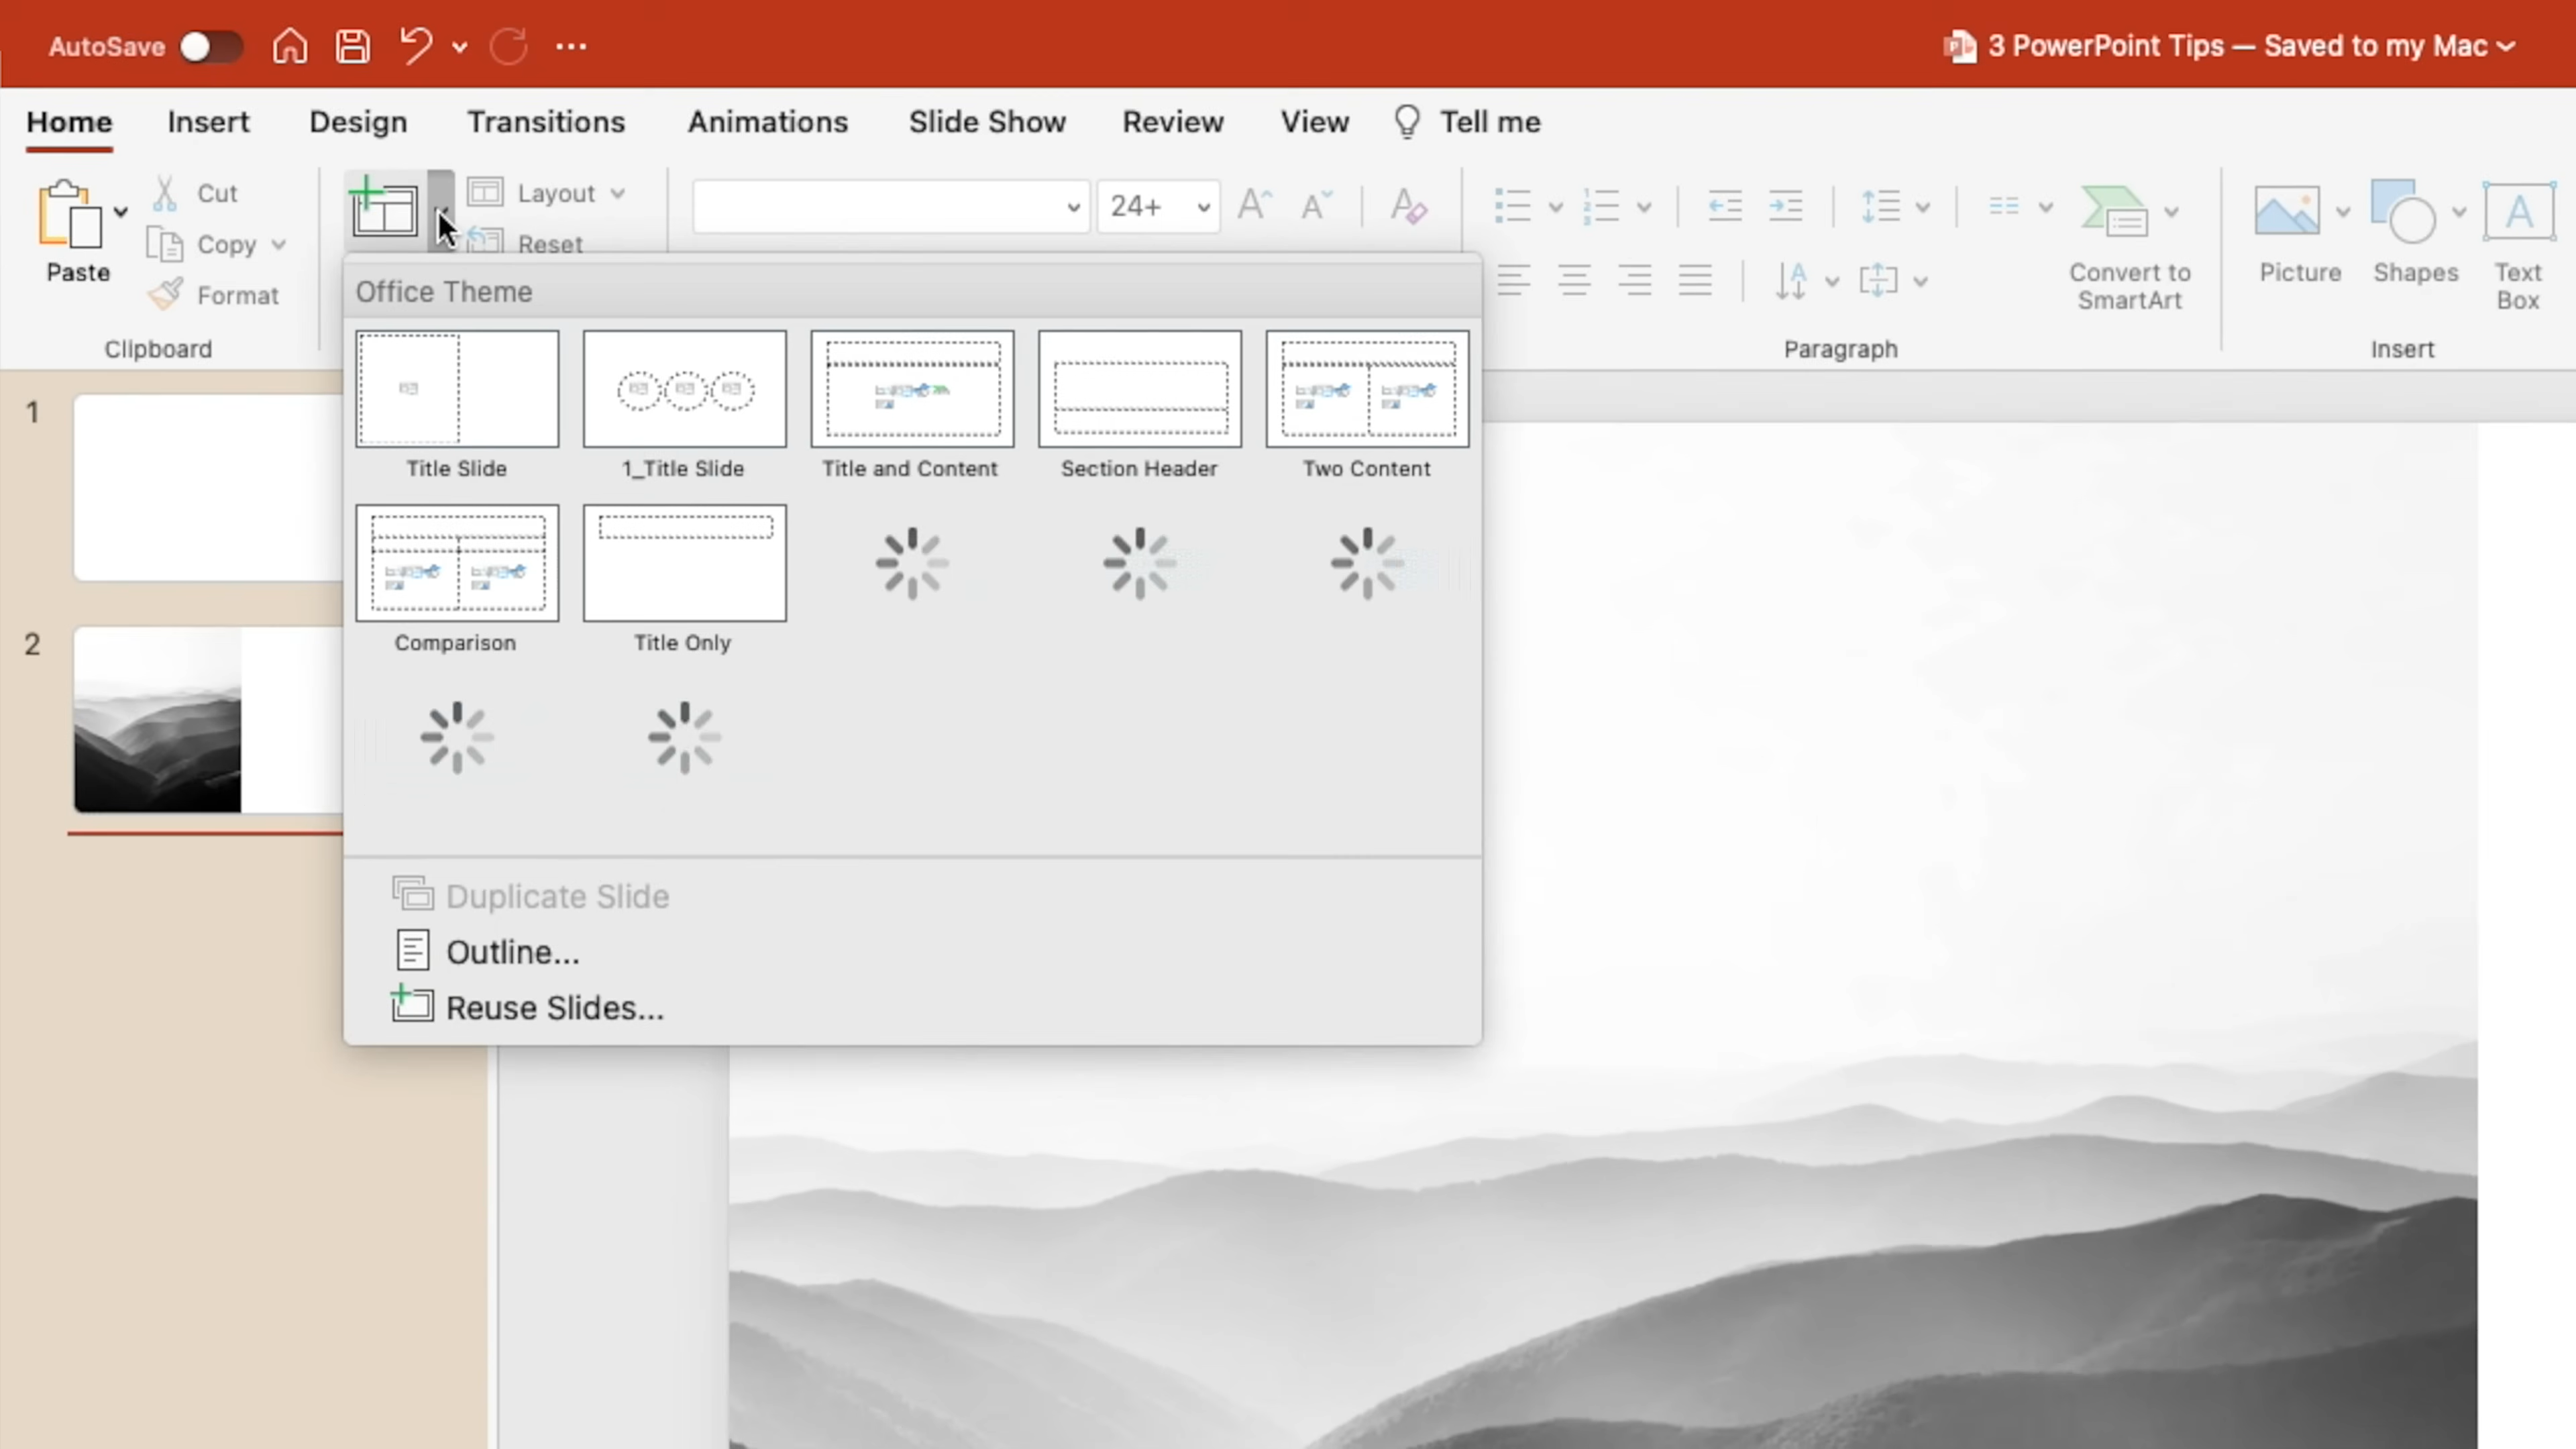 AutoSave
3 PowerPoint Tips — Saved to my Mac
Home Insert Design Transitions Animations Slide Show Review View Tell me
Paste
Cut
Copy
Format
Clipboard
Layout
Reset
24+
Convert to
SmartArt
Paragraph
Picture
Shapes
Text
Box
Insert
Office Theme
Title Slide 1_Title Slide Title and Content Section Header Two Content
Comparison Title Only
Duplicate Slide
Outline...
Reuse Slides...
1
2